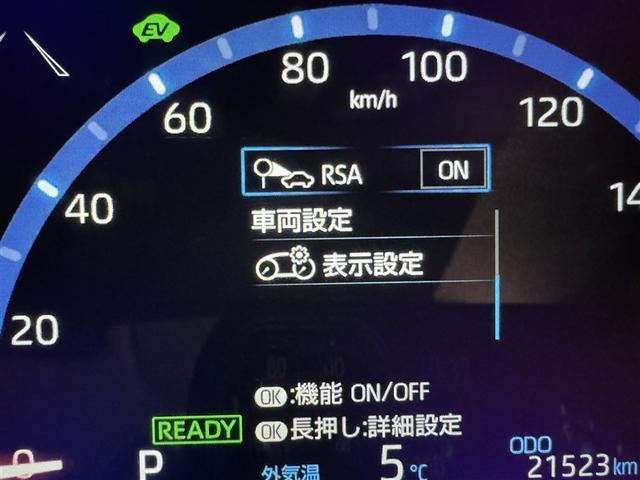 EV
80
100
km/h
60
120
RSA ON
40
14
車両設定
表示設定
20
OK:機能 ON/OFF
READY
OK長押し:詳細設定
0
P
外気温 5℃
ODO
21523km